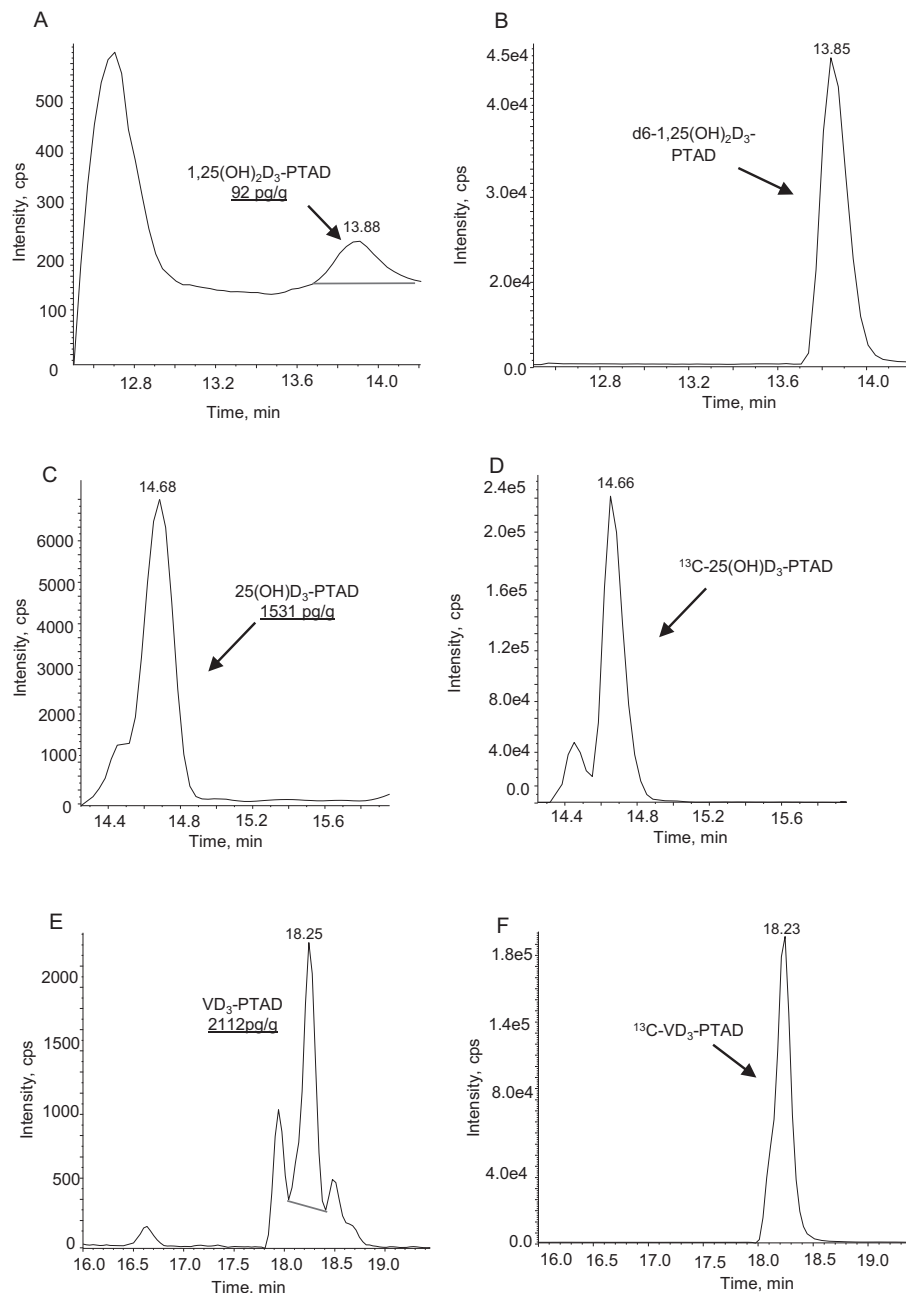 A
Intensity, cps
500
400
300
200
100
0
1,25(OH)₂D₃-PTAD
92 pg/g
13.88
12.8 13.2 13.6 14.0
Time, min
B
Intensity, cps
4.5e4
4.0e4
3.0e4
2.0e4
0.0
13.85
d6-1,25(OH)₂D₃-
PTAD
12.8 13.2 13.6 14.0
Time, min
C
Intensity, cps
6000
5000
4000
3000
2000
1000
0
14.68
25(OH)D₃-PTAD
1531 pg/g
14.4 14.8 15.2 15.6
Time, min
D
Intensity, cps
2.4e5
2.0e5
1.6e5
1.2e5
8.0e4
4.0e4
0.0
14.66
¹³C-25(OH)D₃-PTAD
14.4 14.8 15.2 15.6
Time, min
E
Intensity, cps
2000
1500
1000
500
0
18.25
VD₃-PTAD
2112pg/g
16.0 16.5 17.0 17.5 18.0 18.5 19.0
Time, min
F
Intensity, cps
1.8e5
1.4e5
8.0e4
4.0e4
0.0
18.23
¹³C-VD₃-PTAD
16.0 16.5 17.0 17.5 18.0 18.5 19.0
Time, min